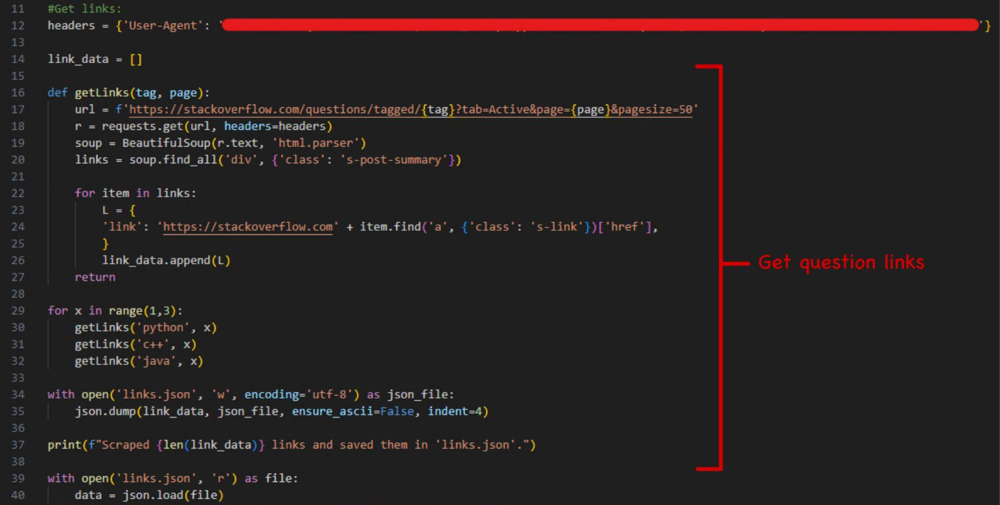 11 #Get links:
12 headers = {'User-Agent': ' '}
13
14 link_data = []
15
16 def getLinks(tag, page):
17 url = f'https://stackoverflow.com/questions/tagged/{tag}?tab=Active&page={page}&pagesize=50'
18 r = requests.get(url, headers=headers)
19 soup = BeautifulSoup(r.text, 'html.parser')
20 links = soup.find_all('div', {'class': 's-post-summary'})
21
22 for item in links:
23 L = {
24 'link': 'https://stackoverflow.com' + item.find('a', {'class': 's-link'})['href'],
25 }
26 link_data.append(L)
Get question links
27 return
28
29 for x in range(1,3):
30 getLinks('python', x)
31 getLinks('c++', x)
32 getLinks('java', x)
33
34 with open('links.json', 'w', encoding='utf-8') as json_file:
35 json.dump(link_data, json_file, ensure_ascii=False, indent=4)
36
37 print(f"Scraped {len(link_data)} links and saved them in 'links.json'.")
38
39 with open('links.json', 'r') as file:
40 data = json.load(file)